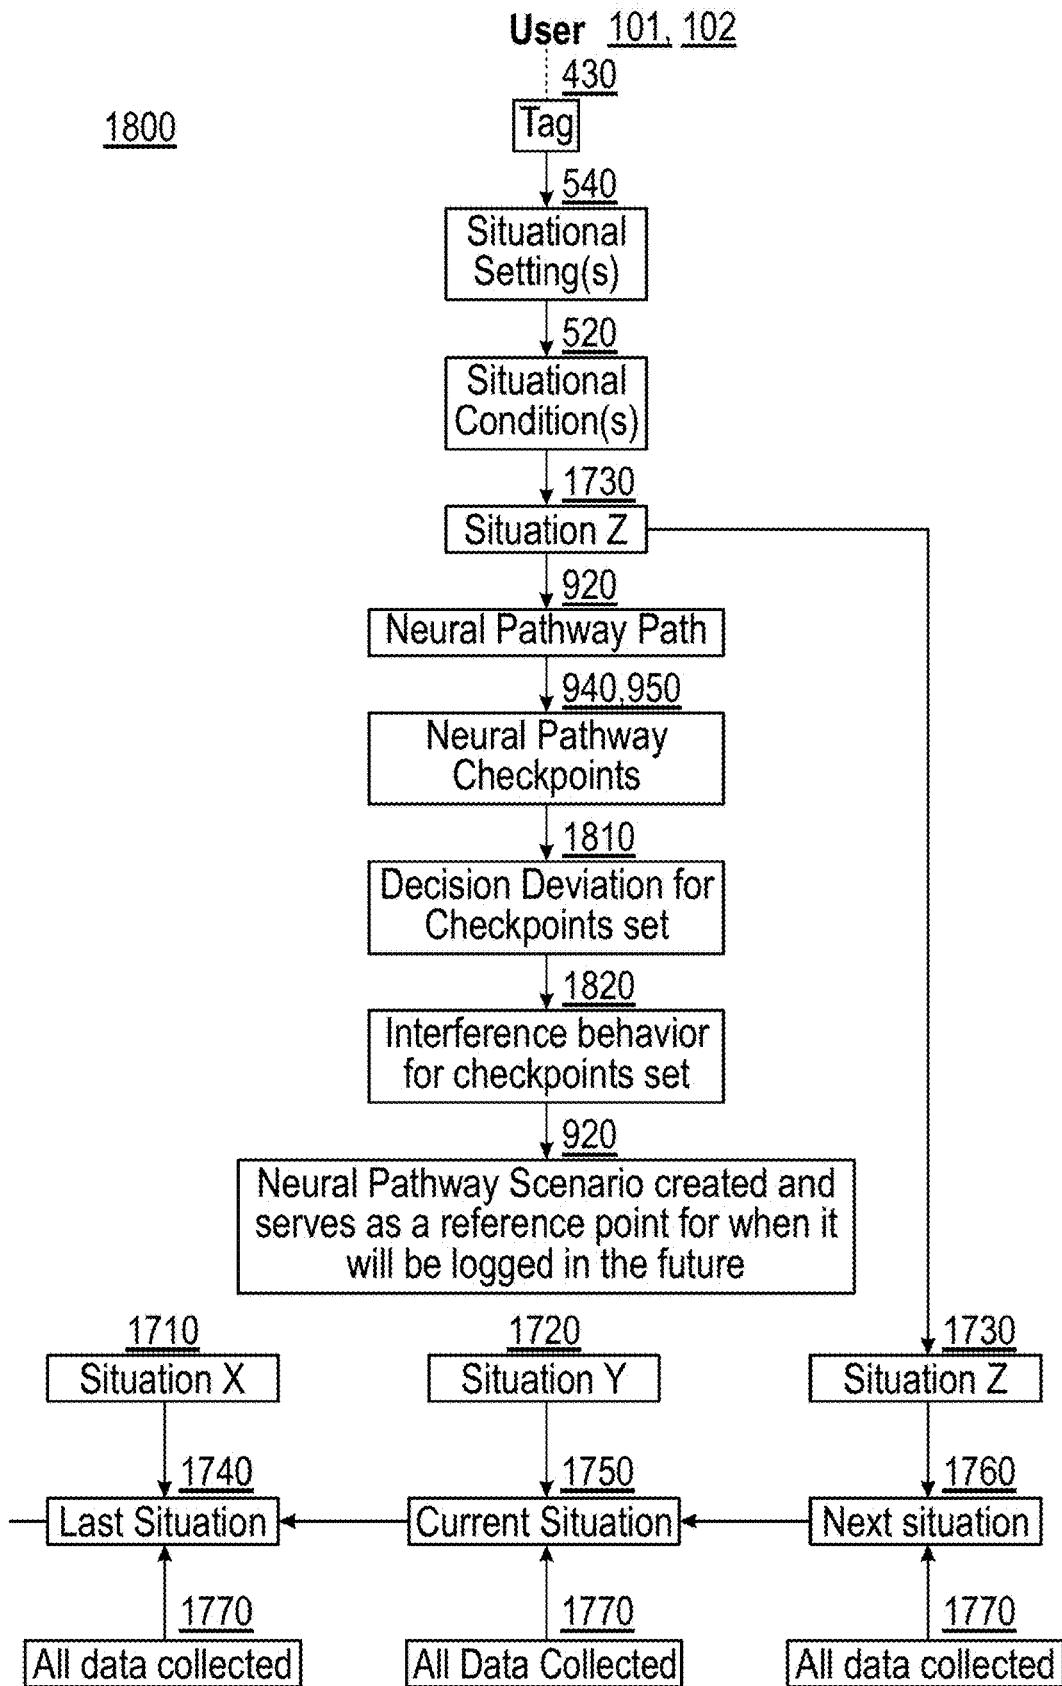 User 101, 102
430
1800
Tag
540
Situational
Setting(s)
520
Situational
Condition(s)
1730
Situation Z
920
Neural Pathway Path
940,950
Neural Pathway
Checkpoints
1810
Decision Deviation for
Checkpoints set
1820
Interference behavior
for checkpoints set
920
Neural Pathway Scenario created and
serves as a reference point for when it
will be logged in the future
1710 1720 1730
Situation X Situation Y Situation Z
1740 1750 1760
Last Situation Current Situation Next situation
1770 1770 1770
All data collected All Data Collected All data collected